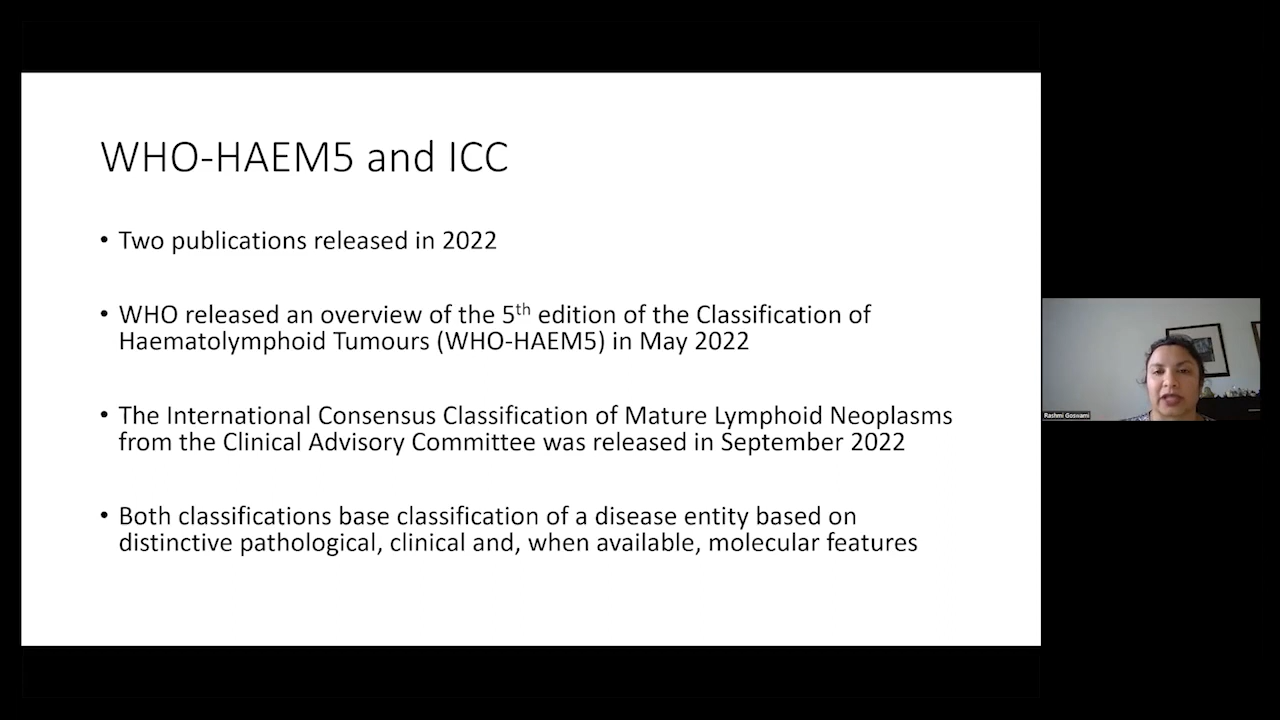 WHO-HAEM5 and ICC
• Two publications released in 2022
• WHO released an overview of the 5th edition of the Classification of
Haematolymphoid Tumours (WHO-HAEM5) in May 2022
• The International Consensus Classification of Mature Lymphoid Neoplasms
from the Clinical Advisory Committee was released in September 2022
• Both classifications base classification of a disease entity based on
distinctive pathological, clinical and, when available, molecular features
Rashmi Goswami